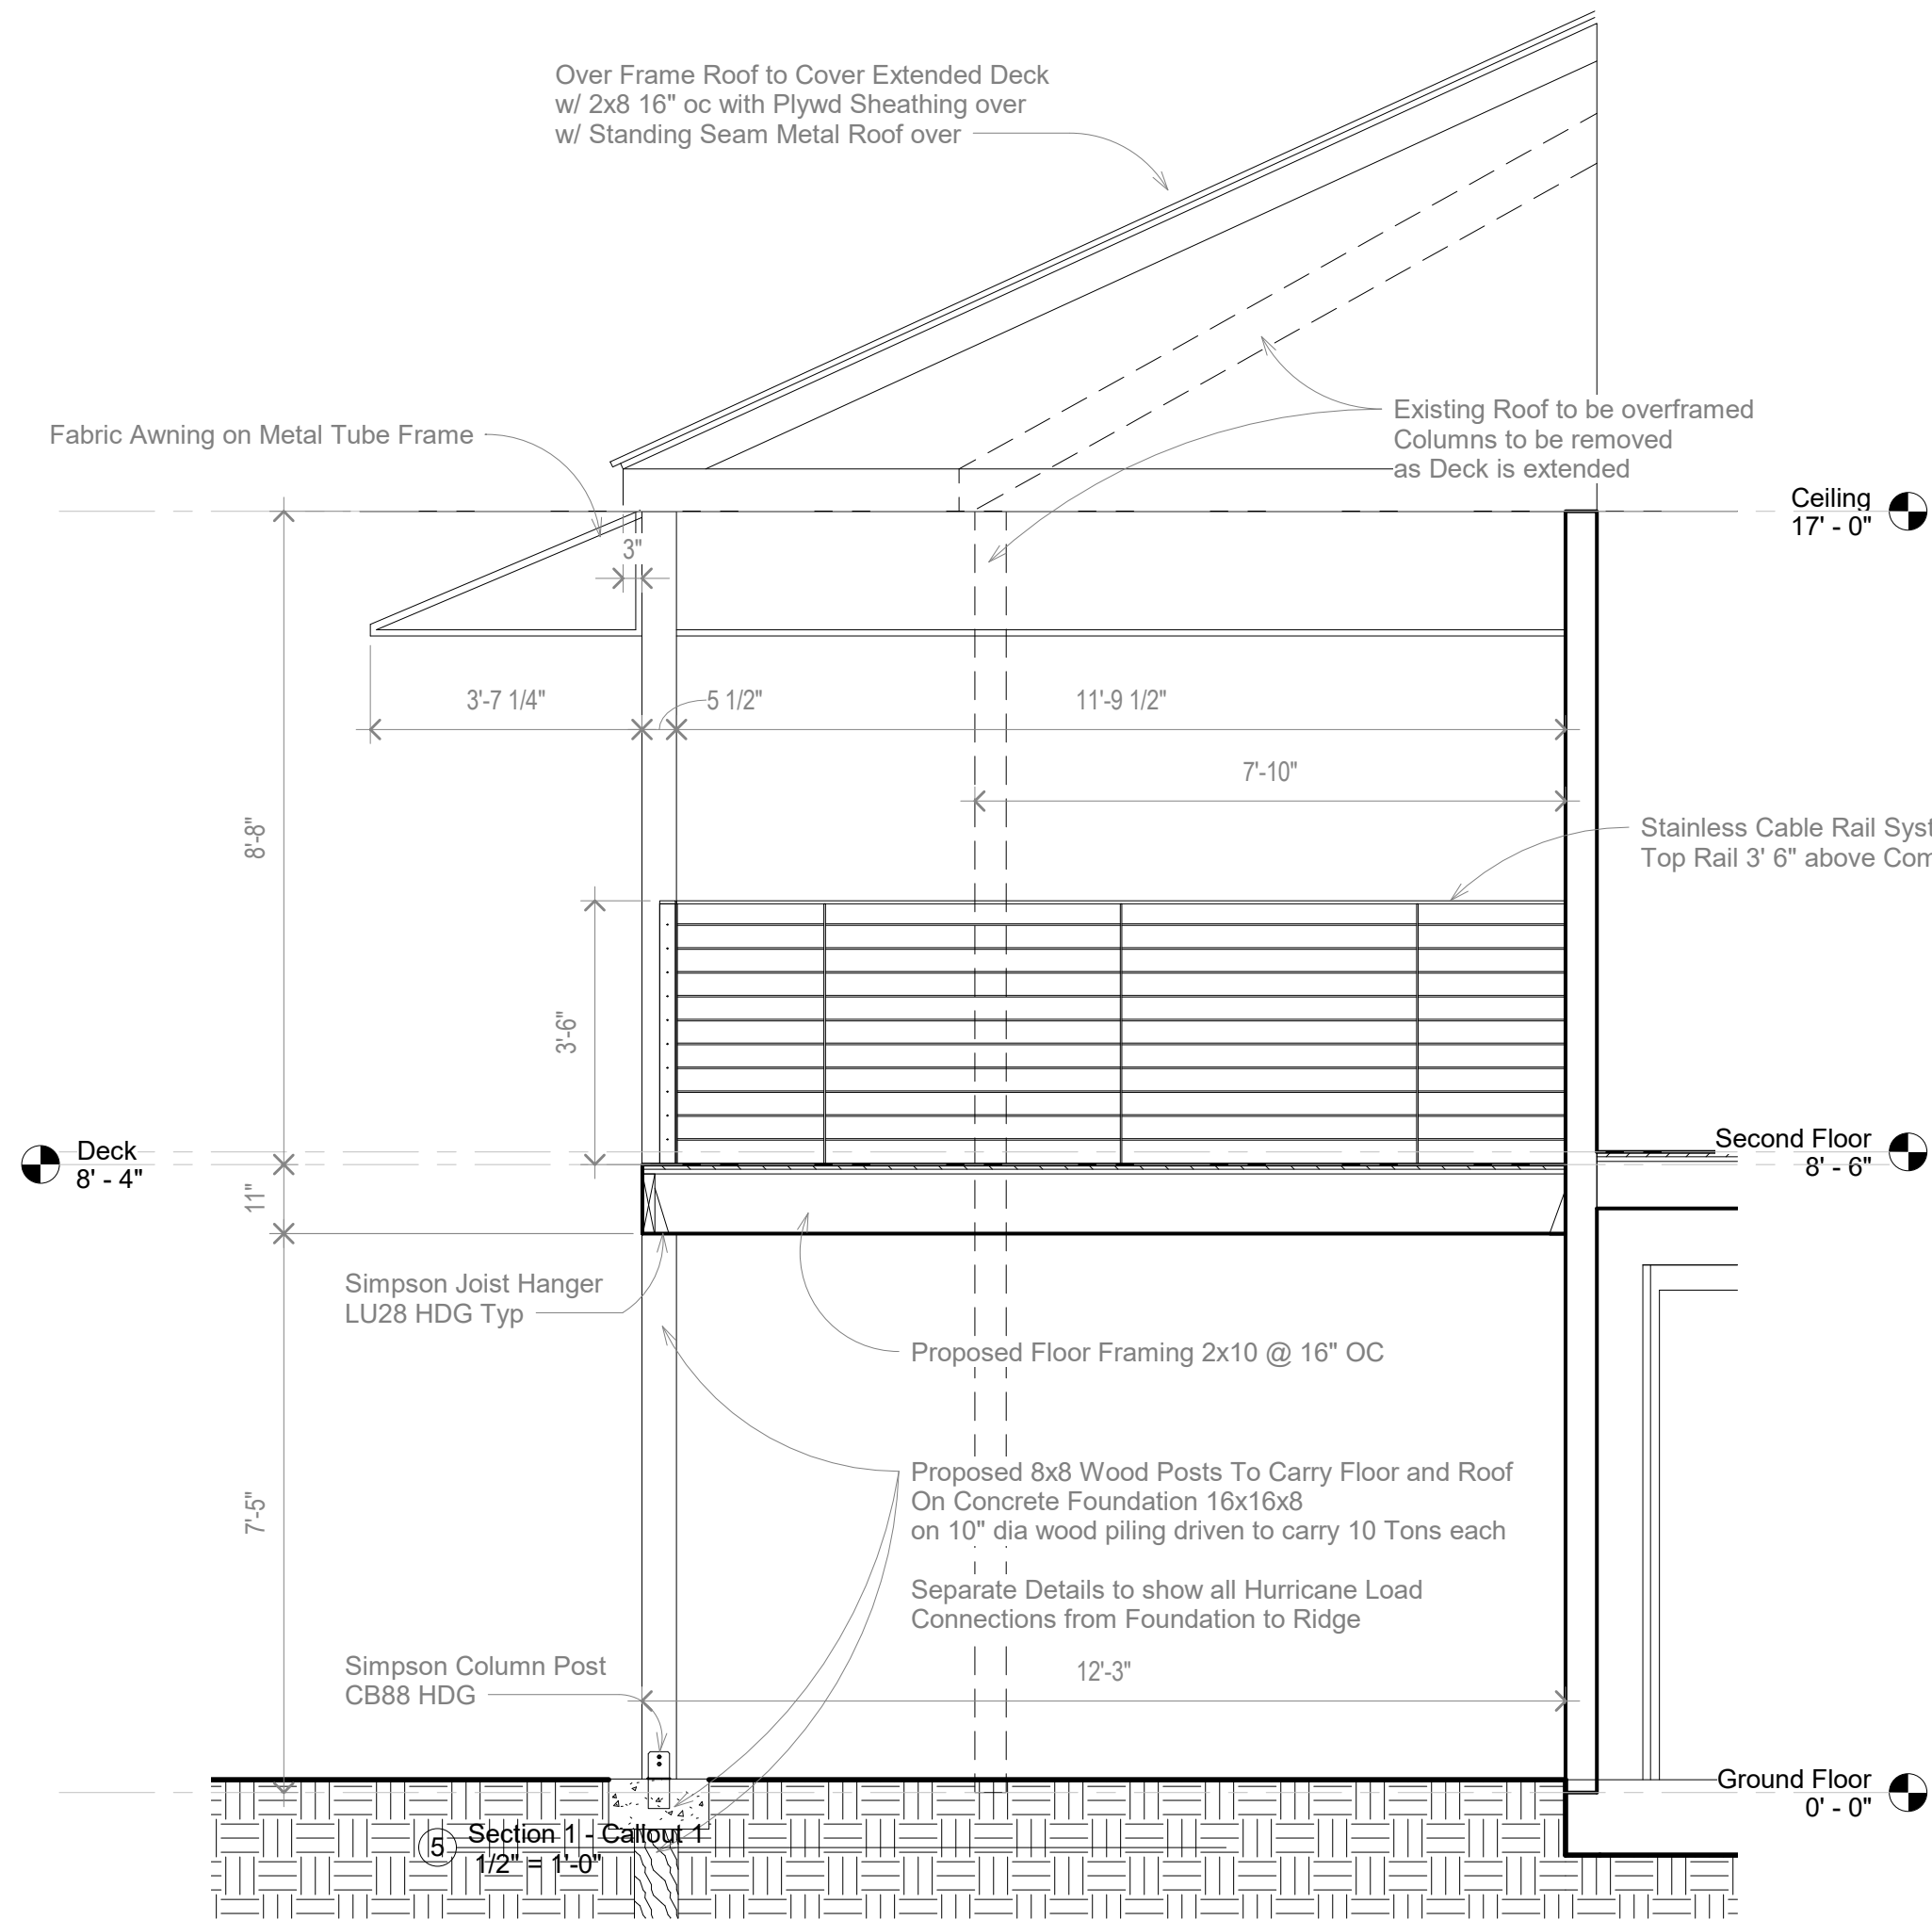 Over Frame Roof to Cover Extended Deck
w/ 2x8 16" oc with Plywd Sheathing over
w/ Standing Seam Metal Roof over
Existing Roof to be overframed
Columns to be removed
as Deck is extended
Fabric Awning on Metal Tube Frame
Ceiling
17' - 0"
3"
3'-7 1/4"
5 1/2"
11'-9 1/2"
7'-10"
8'-8"
Stainless Cable Rail Syst
Top Rail 3' 6" above Com
3'-6"
Deck
8' - 4"
Second Floor
8' - 6"
11"
Simpson Joist Hanger
LU28 HDG Typ
Proposed Floor Framing 2x10 @ 16" OC
7'-5"
Proposed 8x8 Wood Posts To Carry Floor and Roof
On Concrete Foundation 16x16x8
on 10" dia wood piling driven to carry 10 Tons each
Separate Details to show all Hurricane Load
Connections from Foundation to Ridge
Simpson Column Post
CB88 HDG
12'-3"
Ground Floor
0' - 0"
5
Section 1 - Callout 1
1/2" = 1'-0"